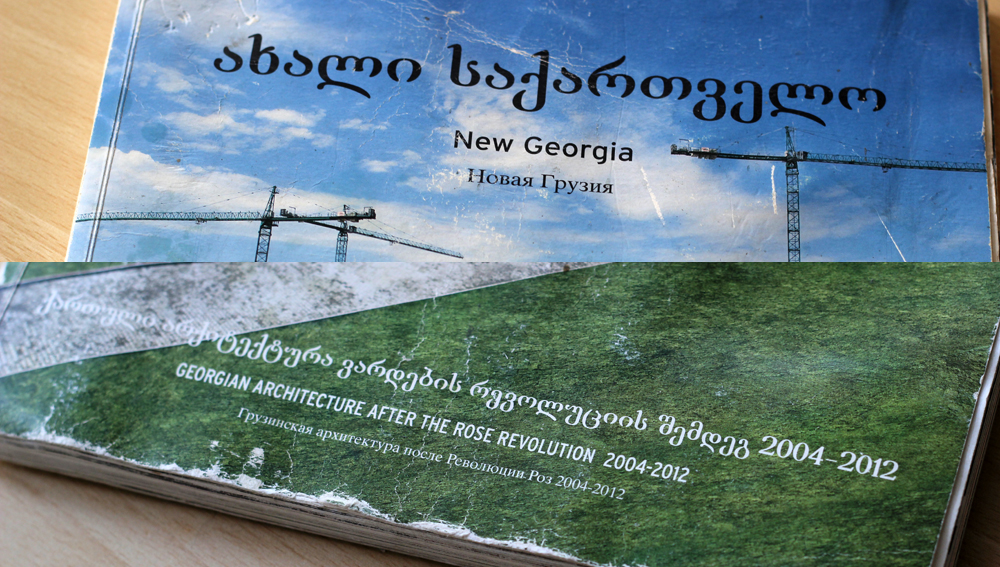 ახალი საქართველო
New Georgia
Новая Грузия
ქართული არქიტექტურა ვარდების რევოლუციის შემდეგ 2004-2012
GEORGIAN ARCHITECTURE AFTER THE ROSE REVOLUTION 2004-2012
Грузинская архитектура после Революции Роз 2004-2012